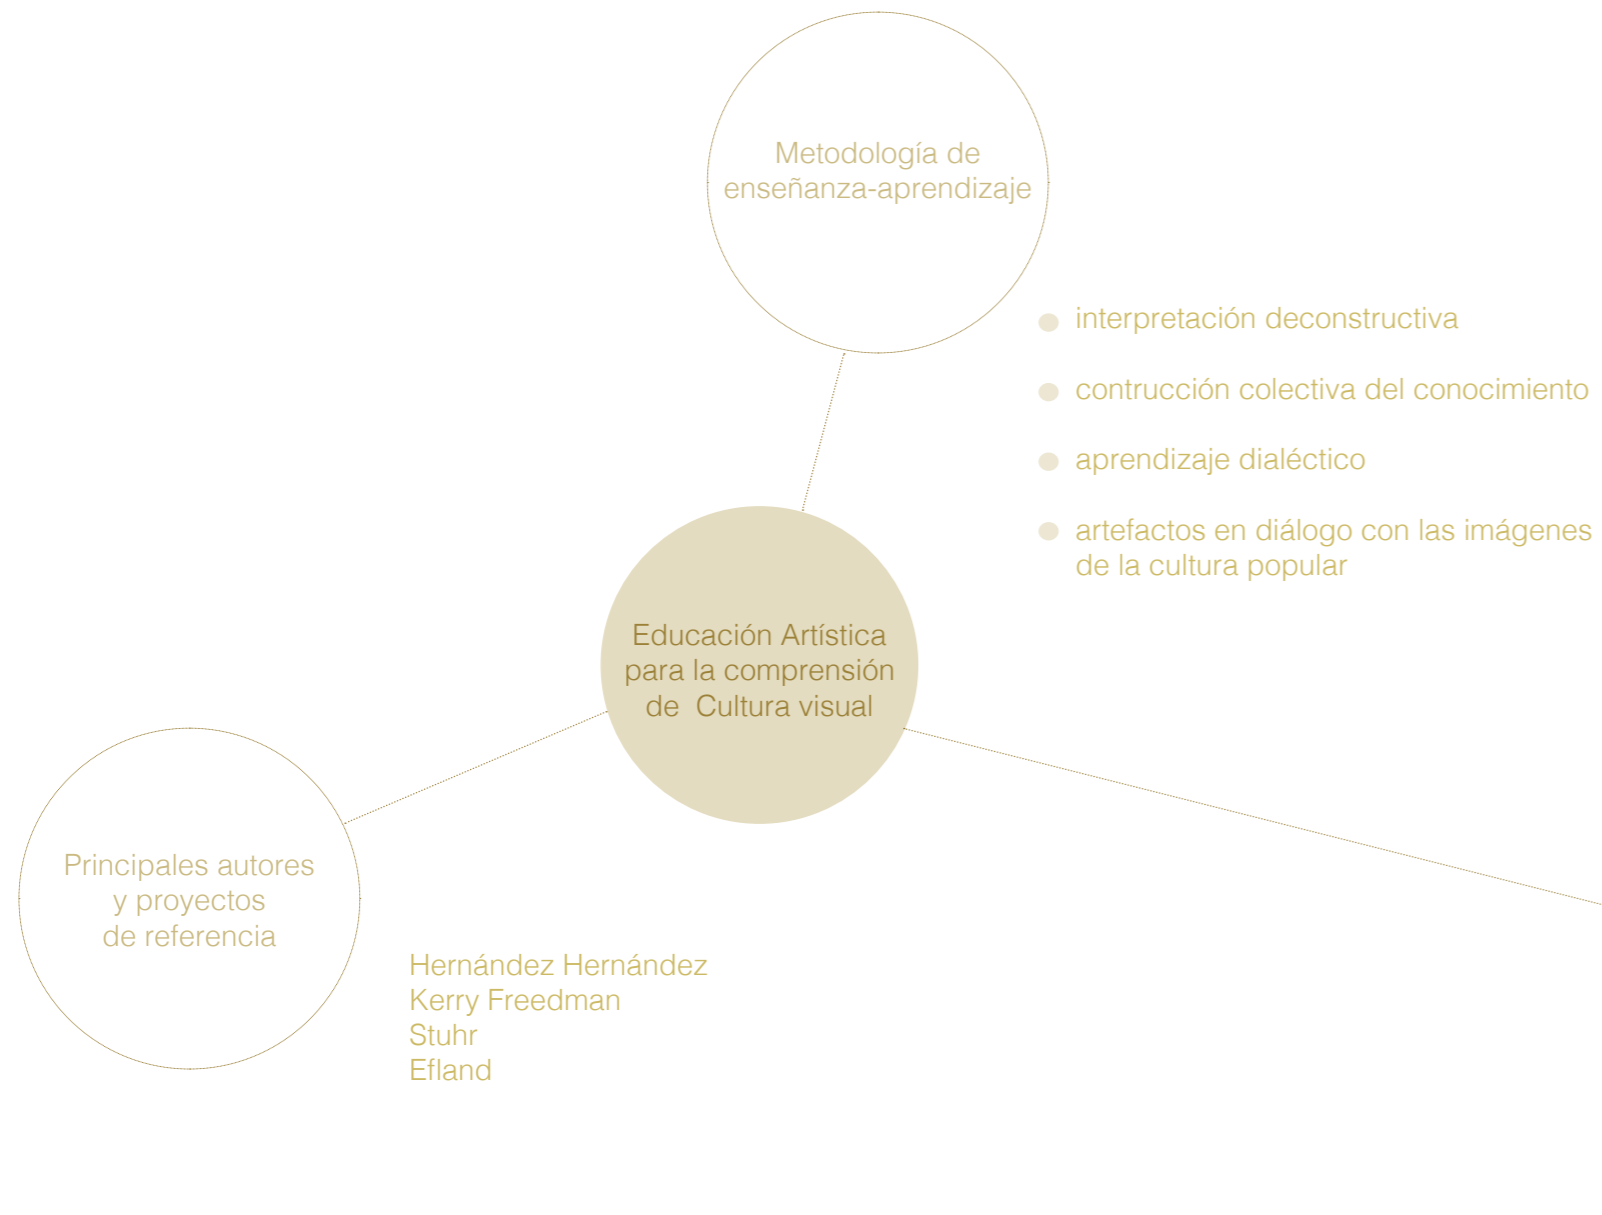 Metodología de
enseñanza-aprendizaje
interpretación deconstructiva
contrucción colectiva del conocimiento
aprendizaje dialéctico
artefactos en diálogo con las imágenes
de la cultura popular
Educación Artística
para la comprensión
de Cultura visual
Principales autores
y proyectos
de referencia
Hernández Hernández
Kerry Freedman
Stuhr
Efland